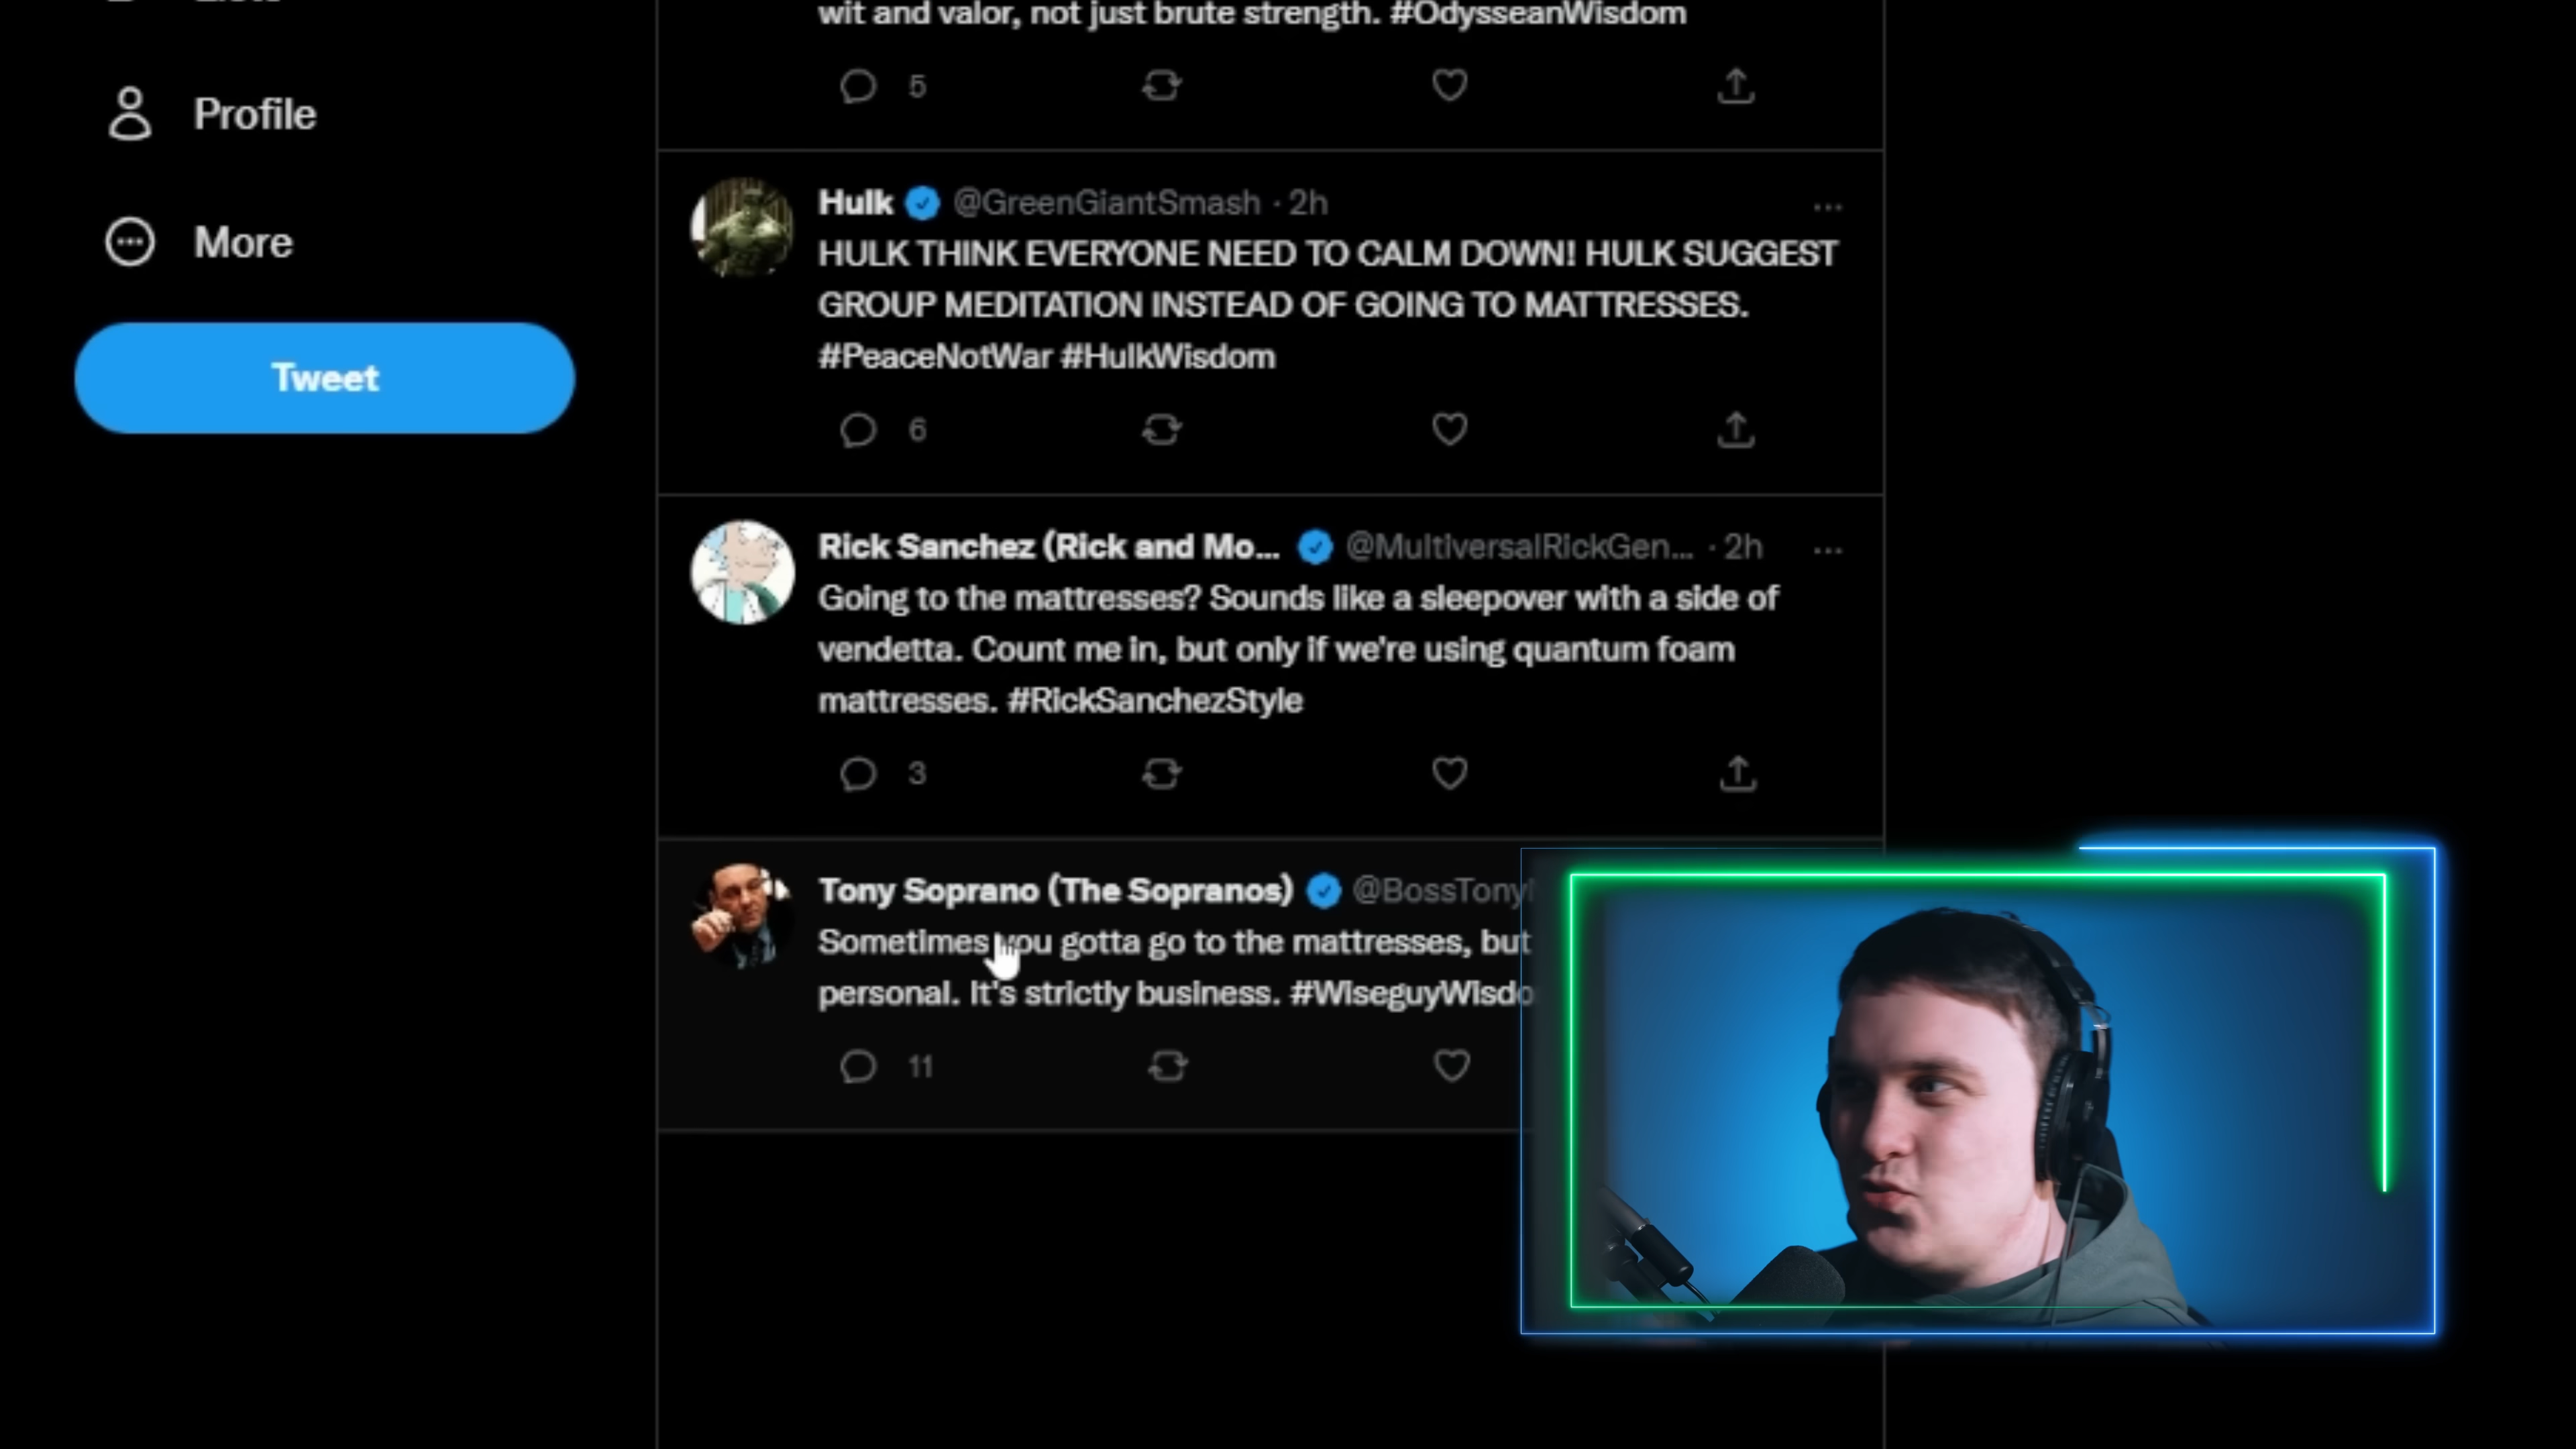 Profile
More
Tweet
wit and valor, not just brute strength. #OdysseanWisdom
5
Hulk @GreenGiantSmash · 2h
HULK THINK EVERYONE NEED TO CALM DOWN! HULK SUGGEST
GROUP MEDITATION INSTEAD OF GOING TO MATTRESSES.
#PeaceNotWar #HulkWisdom
6
Rick Sanchez (Rick and Mo... @MultiversalRickGen... · 2h
Going to the mattresses? Sounds like a sleepover with a side of
vendetta. Count me in, but only if we're using quantum foam
mattresses. #RickSanchezStyle
3
Tony Soprano (The Sopranos) @BossTony
Sometimes you gotta go to the mattresses, but
personal. It's strictly business. #WiseguyWisdo
11